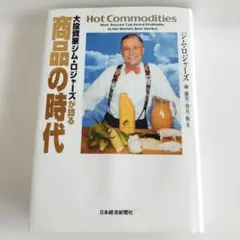 Hot Commodities
How Anyone Can Invest Profitably
in the World's Best Market
大投資家ジム・ロジャーズが語る
商品の時代
ジム・ロジャーズ
日本経済新聞社